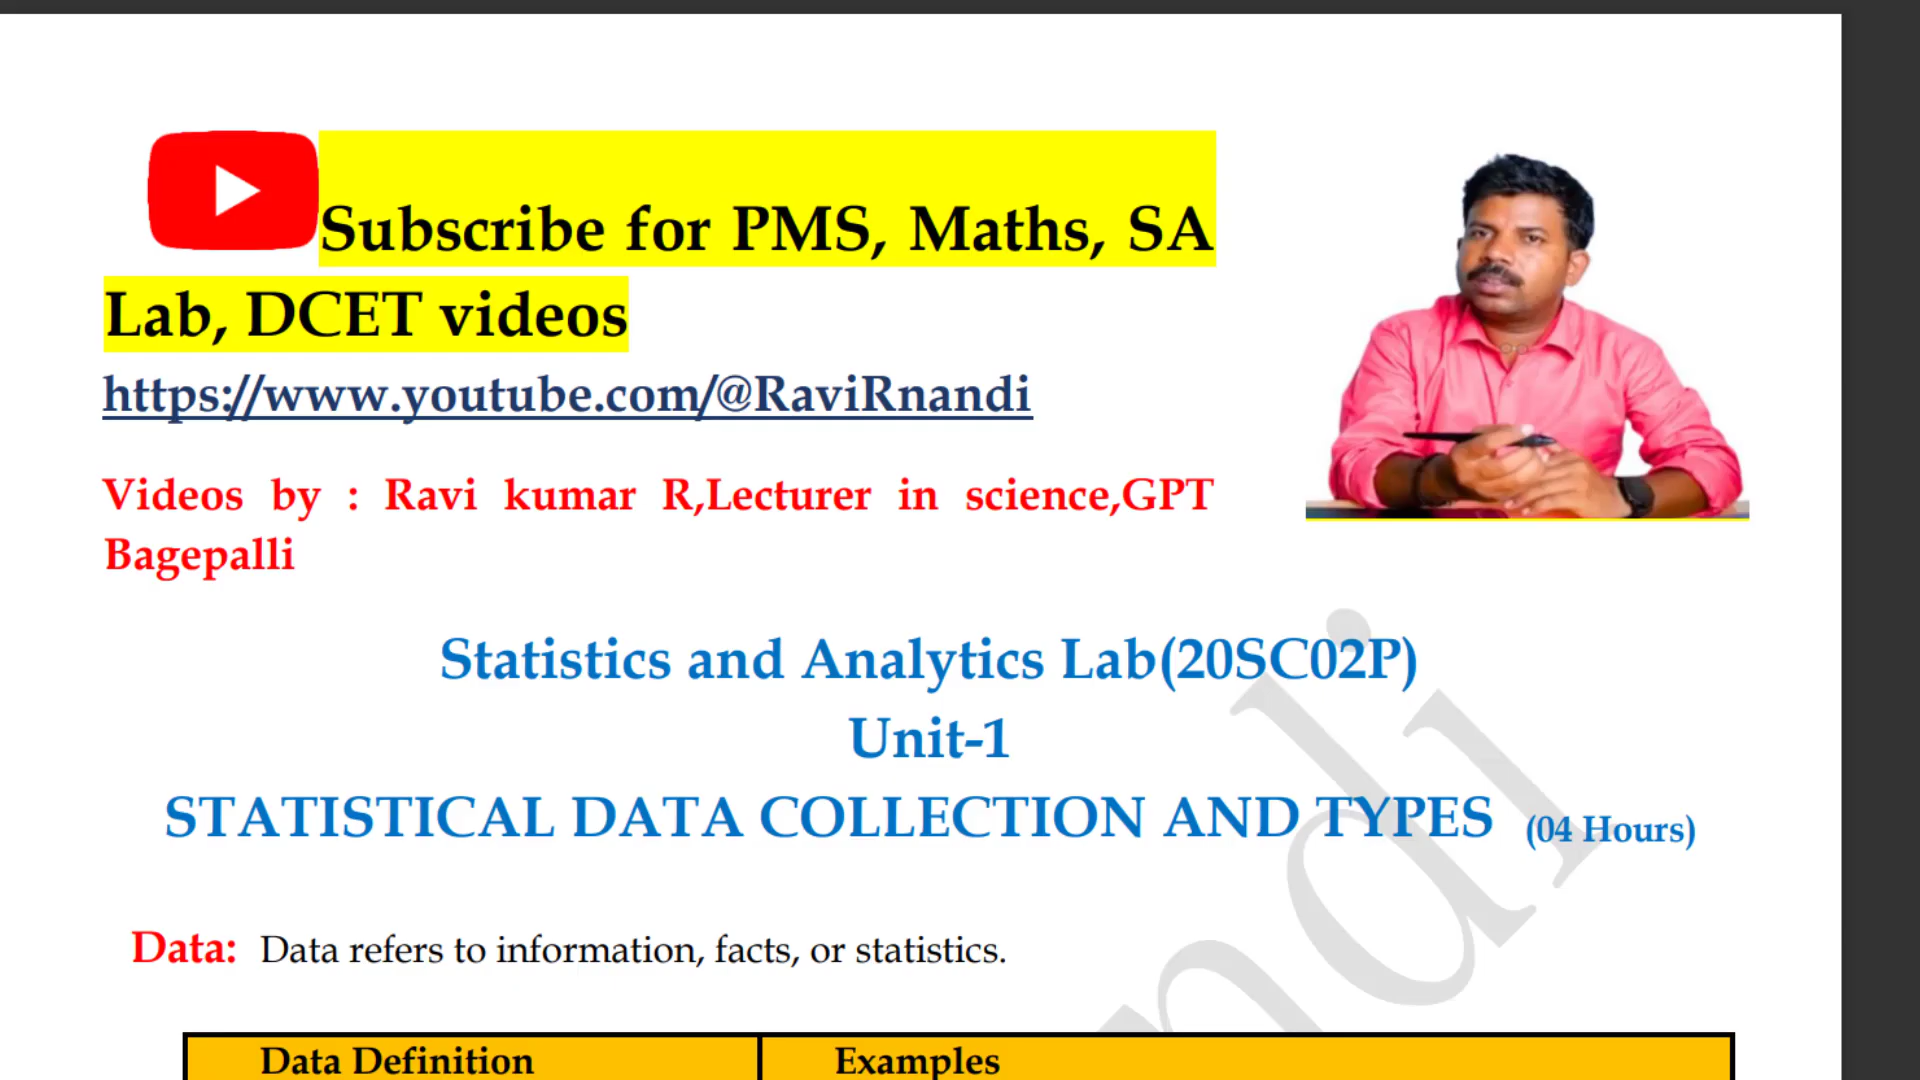 Subscribe for PMS, Maths, SA
Lab, DCET videos
https://www.youtube.com/@RaviRnandi
Videos by : Ravi kumar R,Lecturer in science,GPT
Bagepalli
Statistics and Analytics Lab(20SC02P)
Unit-1
STATISTICAL DATA COLLECTION AND TYPES (04 Hours)
Data: Data refers to information, facts, or statistics.
Data Definition Examples
ndi